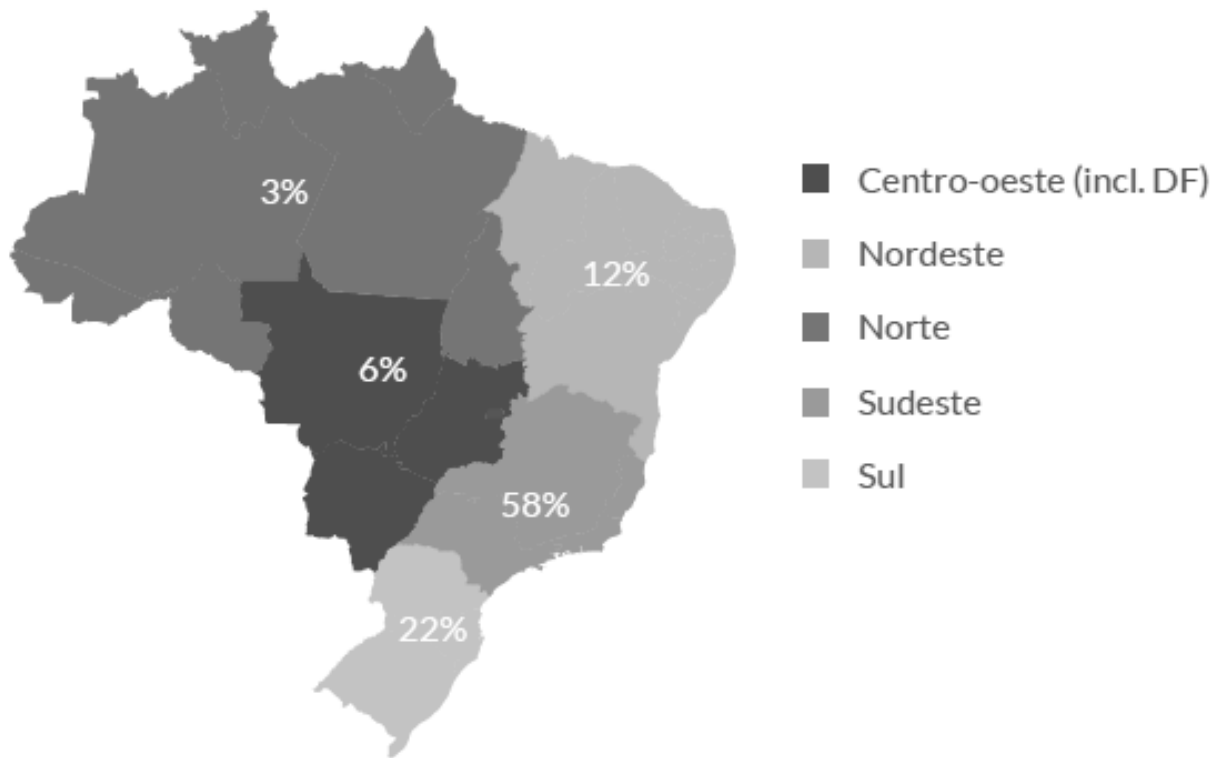 3%
12%
6%
58%
22%
Centro-oeste (incl. DF)
Nordeste
Norte
Sudeste
Sul